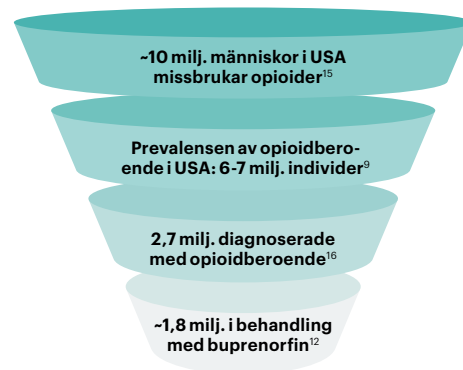 ~10 milj. människor i USA
missbrukar opioider¹⁵
Prevalensen av opioidbero-
ende i USA: 6-7 milj. individer⁹
2,7 milj. diagnoserade
med opioidberoende¹⁶
~1,8 milj. i behandling
med buprenorfin¹²